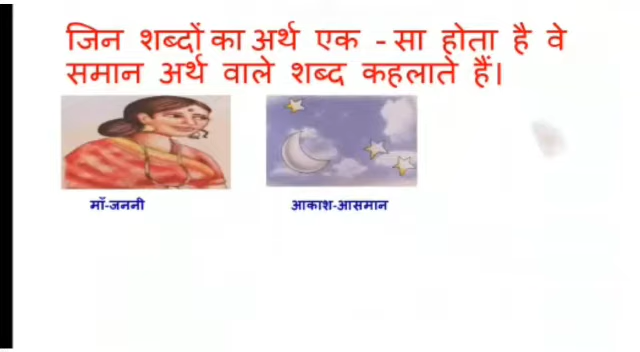 जिन शब्दों का अर्थ एक - सा होता है वे
समान अर्थ वाले शब्द कहलाते हैं।
माँ-जननी
आकाश-आसमान